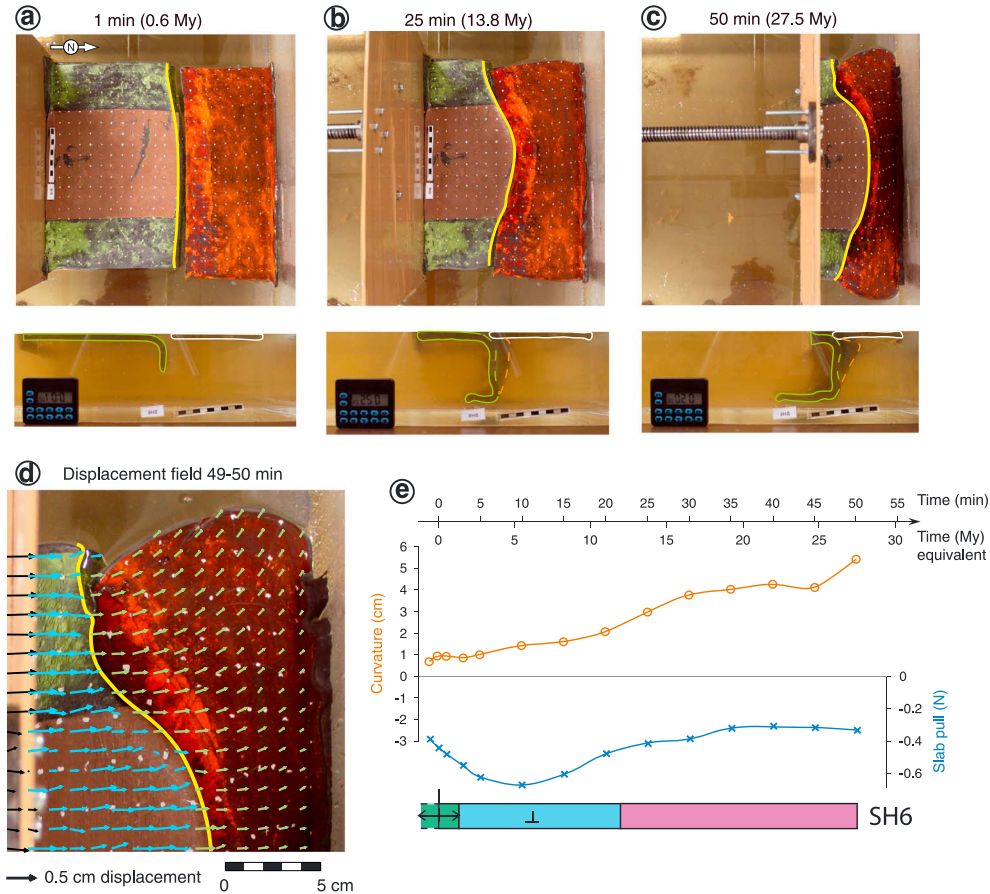 a 1 min (0.6 My)
b 25 min (13.8 My)
c 50 min (27.5 My)
N
d Displacement field 49-50 min
0.5 cm displacement
0 5 cm
e
0 5 10 15 20 25 30 35 40 45 50 55 Time (min)
0 5 10 15 20 25 30 Time (My) equivalent
6
5
4
3
2
1
0
-1
-2
-3
Curvature (cm)
0
-0.2
-0.4
-0.6
Slab pull (N)
SH6